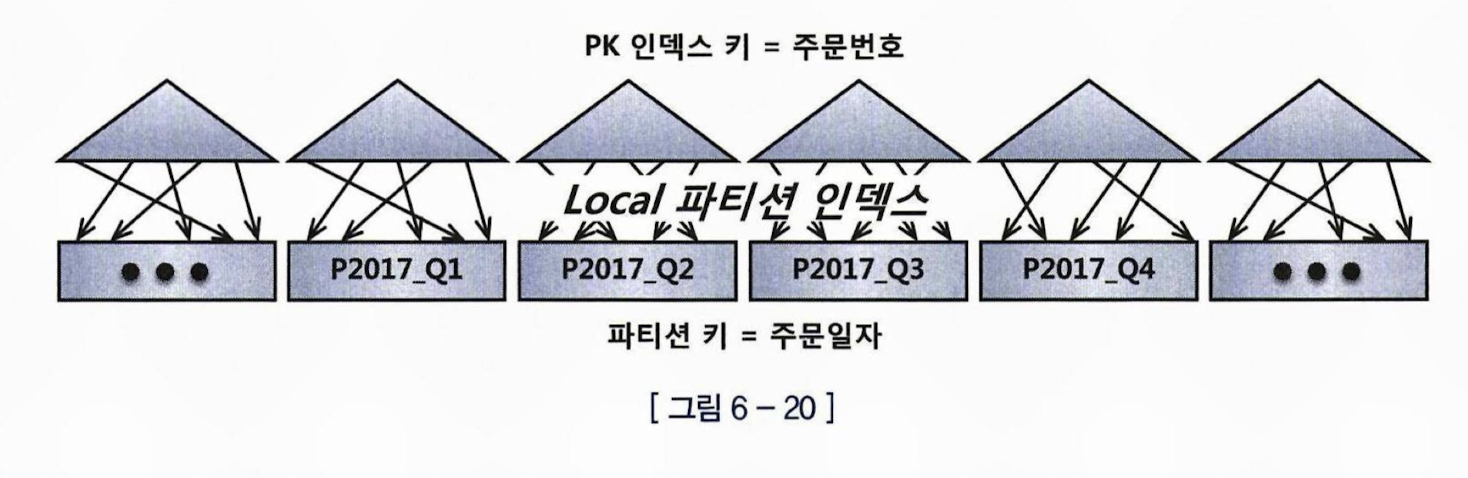 PK 인덱스 키 = 주문번호
Local 파티션 인덱스
P2017_Q1 P2017_Q2 P2017_Q3 P2017_Q4
파티션 키 = 주문일자
[ 그림 6 - 20 ]